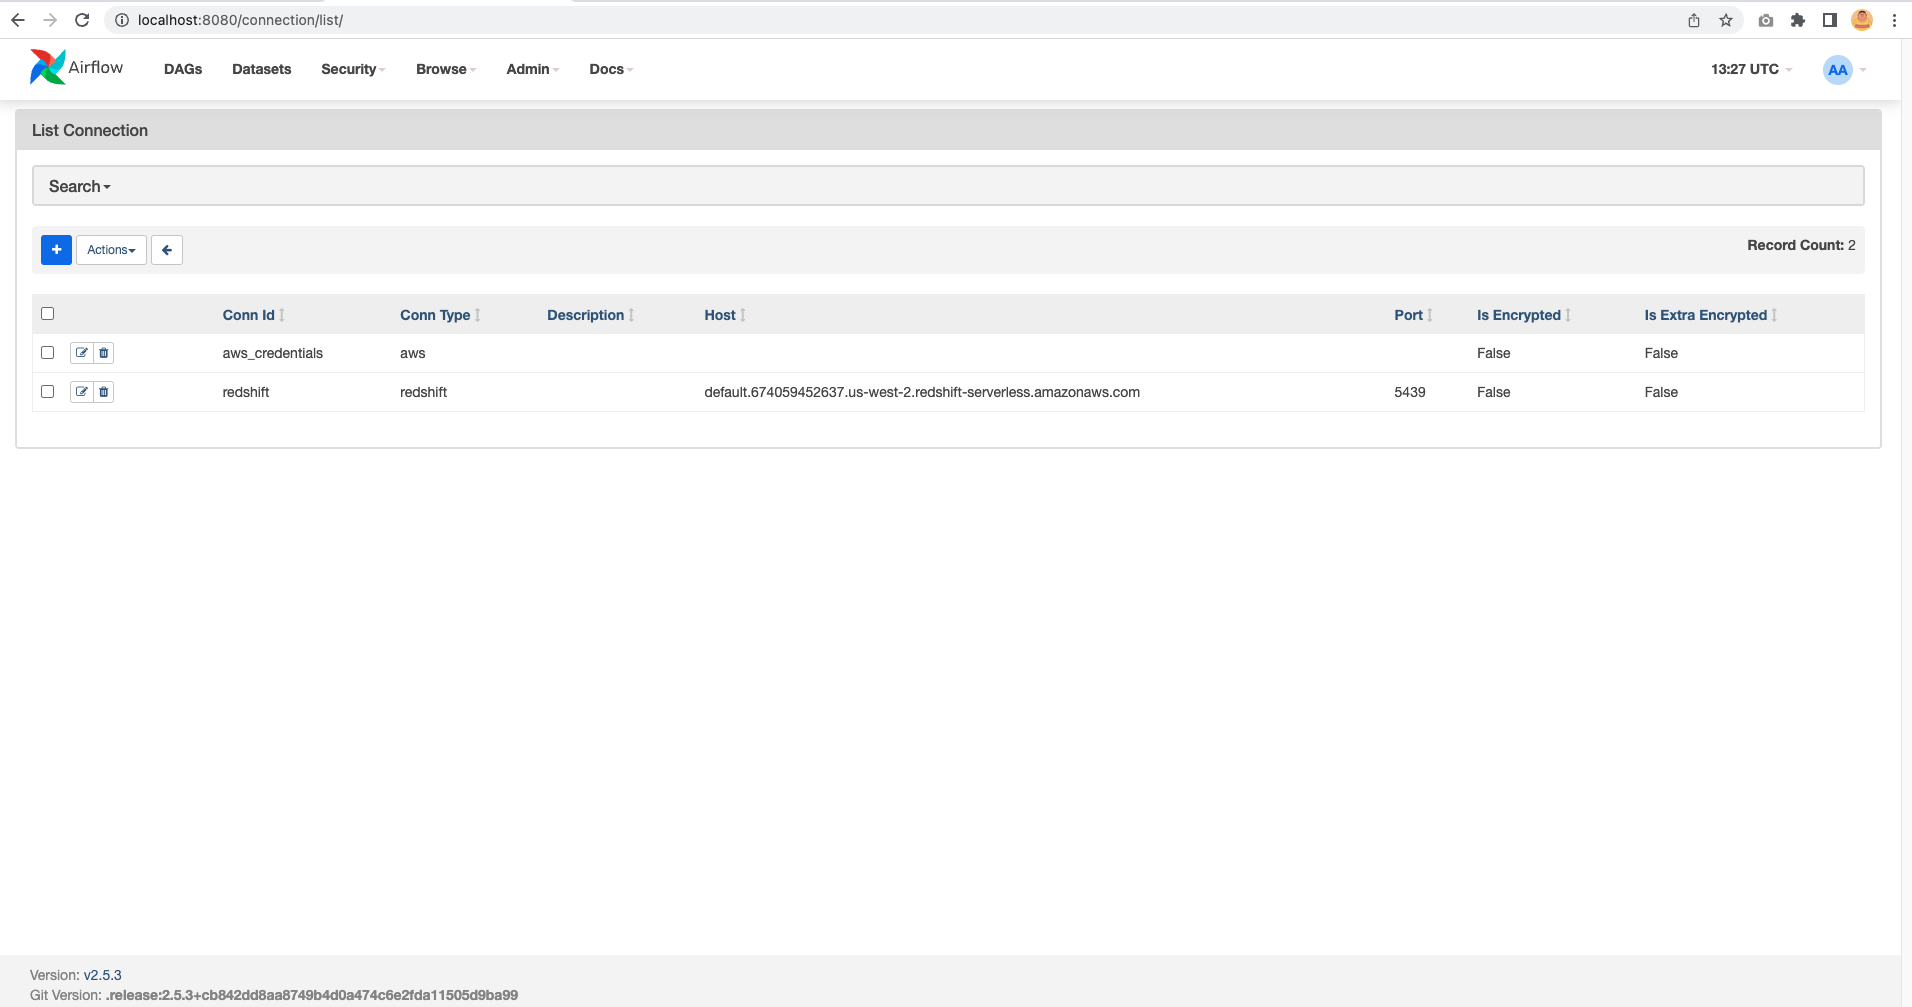 localhost:8080/connection/list/
Airflow DAGs Datasets Security Browse Admin Docs 13:27 UTC AA
List Connection
Search
+ Actions Record Count: 2
Conn Id Conn Type Description Host Port Is Encrypted Is Extra Encrypted
aws_credentials aws False False
redshift redshift default.674059452637.us-west-2.redshift-serverless.amazonaws.com 5439 False False
Version: v2.5.3
Git Version: .release:2.5.3+cb842dd8aa8749b4d0a474c6e2fda11505d9ba99